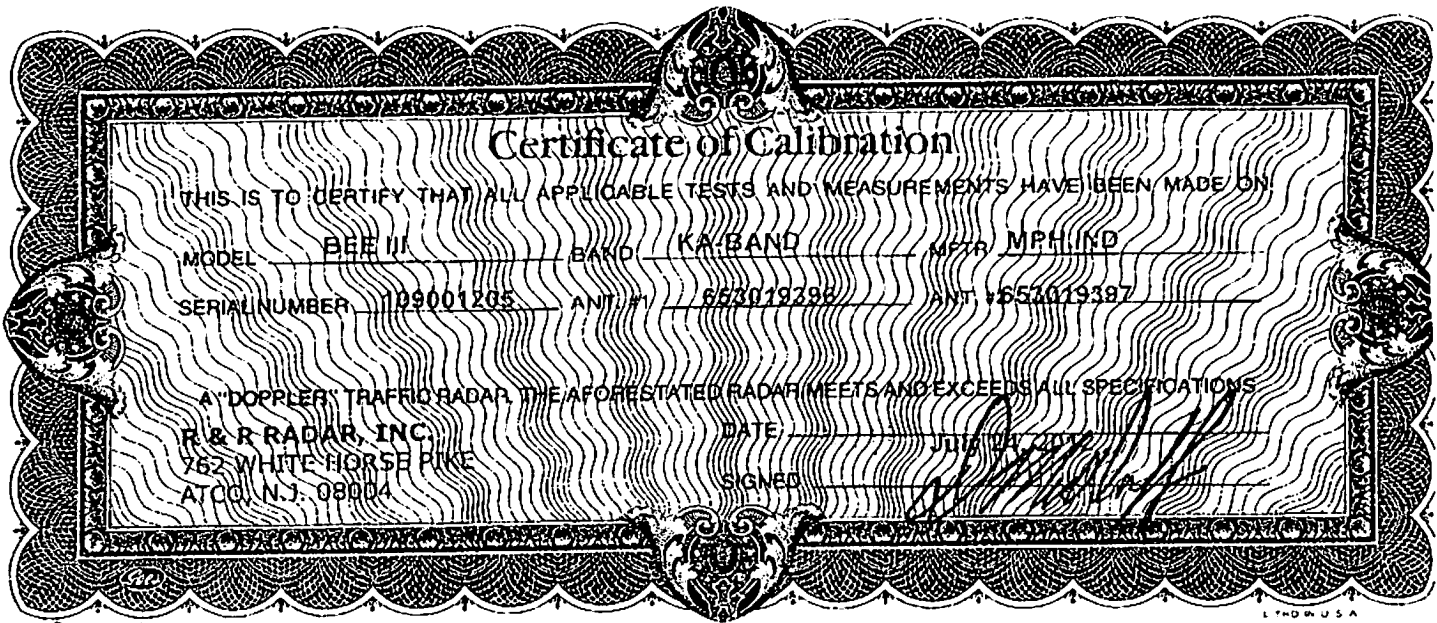 Certificate of Calibration
THIS IS TO CERTIFY THAT ALL APPLICABLE TESTS AND MEASUREMENTS HAVE BEEN MADE ON
MODEL BEE III BAND KA-BAND MFTR MPH.IND
SERIAL NUMBER 109001205 ANT. #1 653019396 ANT. #653019397
A "DOPPLER" TRAFFIC RADAR. THE AFORESTATED RADAR MEETS AND EXCEEDS ALL SPECIFICATIONS
R & R RADAR, INC.
762 WHITE HORSE PIKE
ATCO, N.J. 08004
DATE July
SIGNED